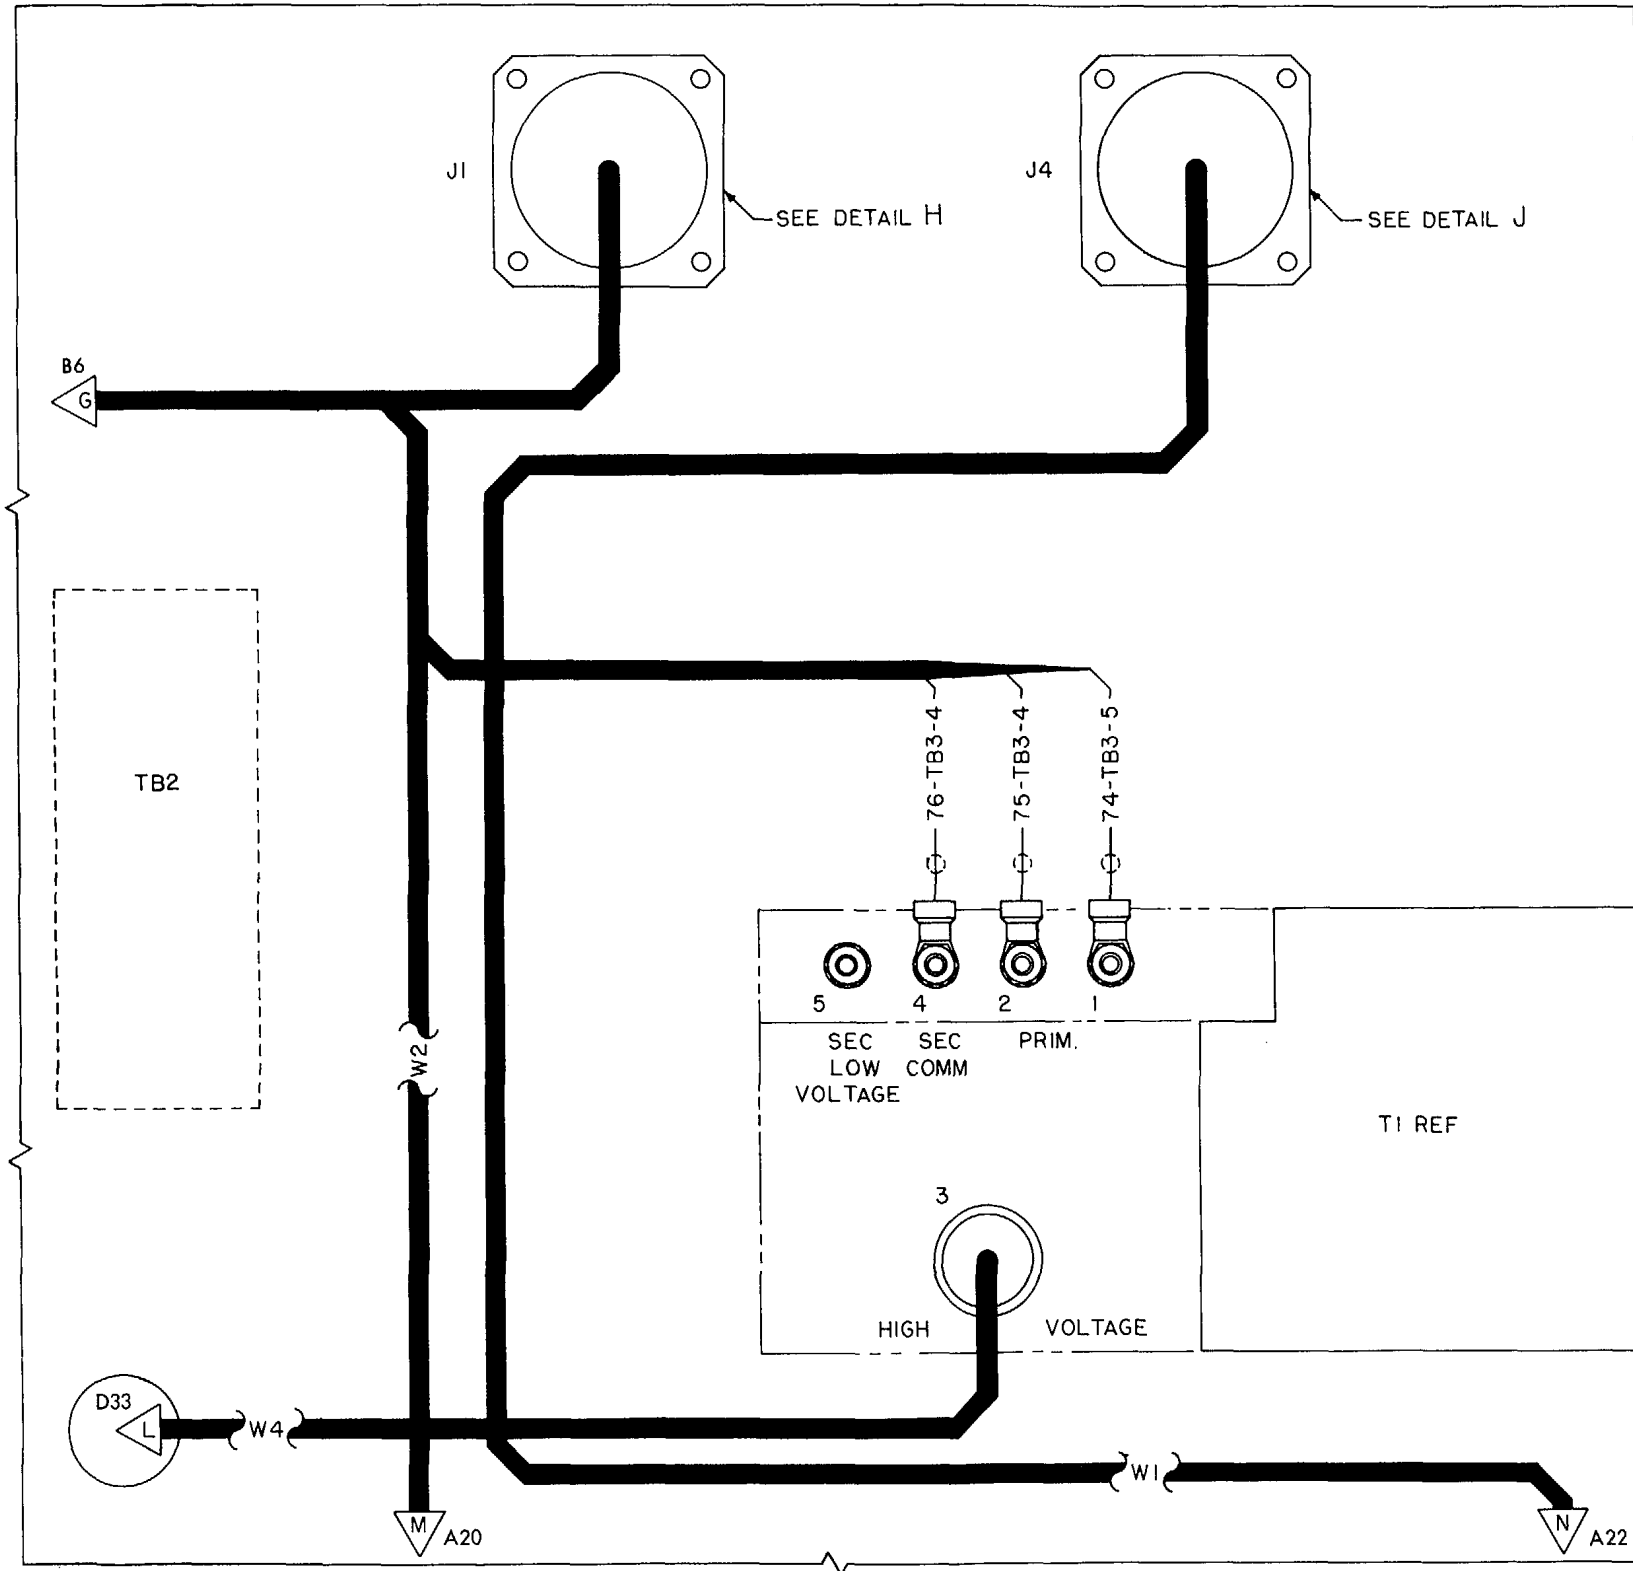 J1
SEE DETAIL H
J4
SEE DETAIL J
B6
G
TB2
76-TB3-4
75-TB3-4
74-TB3-5
5
4
2
1
SEC
LOW
VOLTAGE
SEC
COMM
PRIM.
W2
T1 REF
3
HIGH VOLTAGE
D33
L
W4
W1
M
A20
N
A22